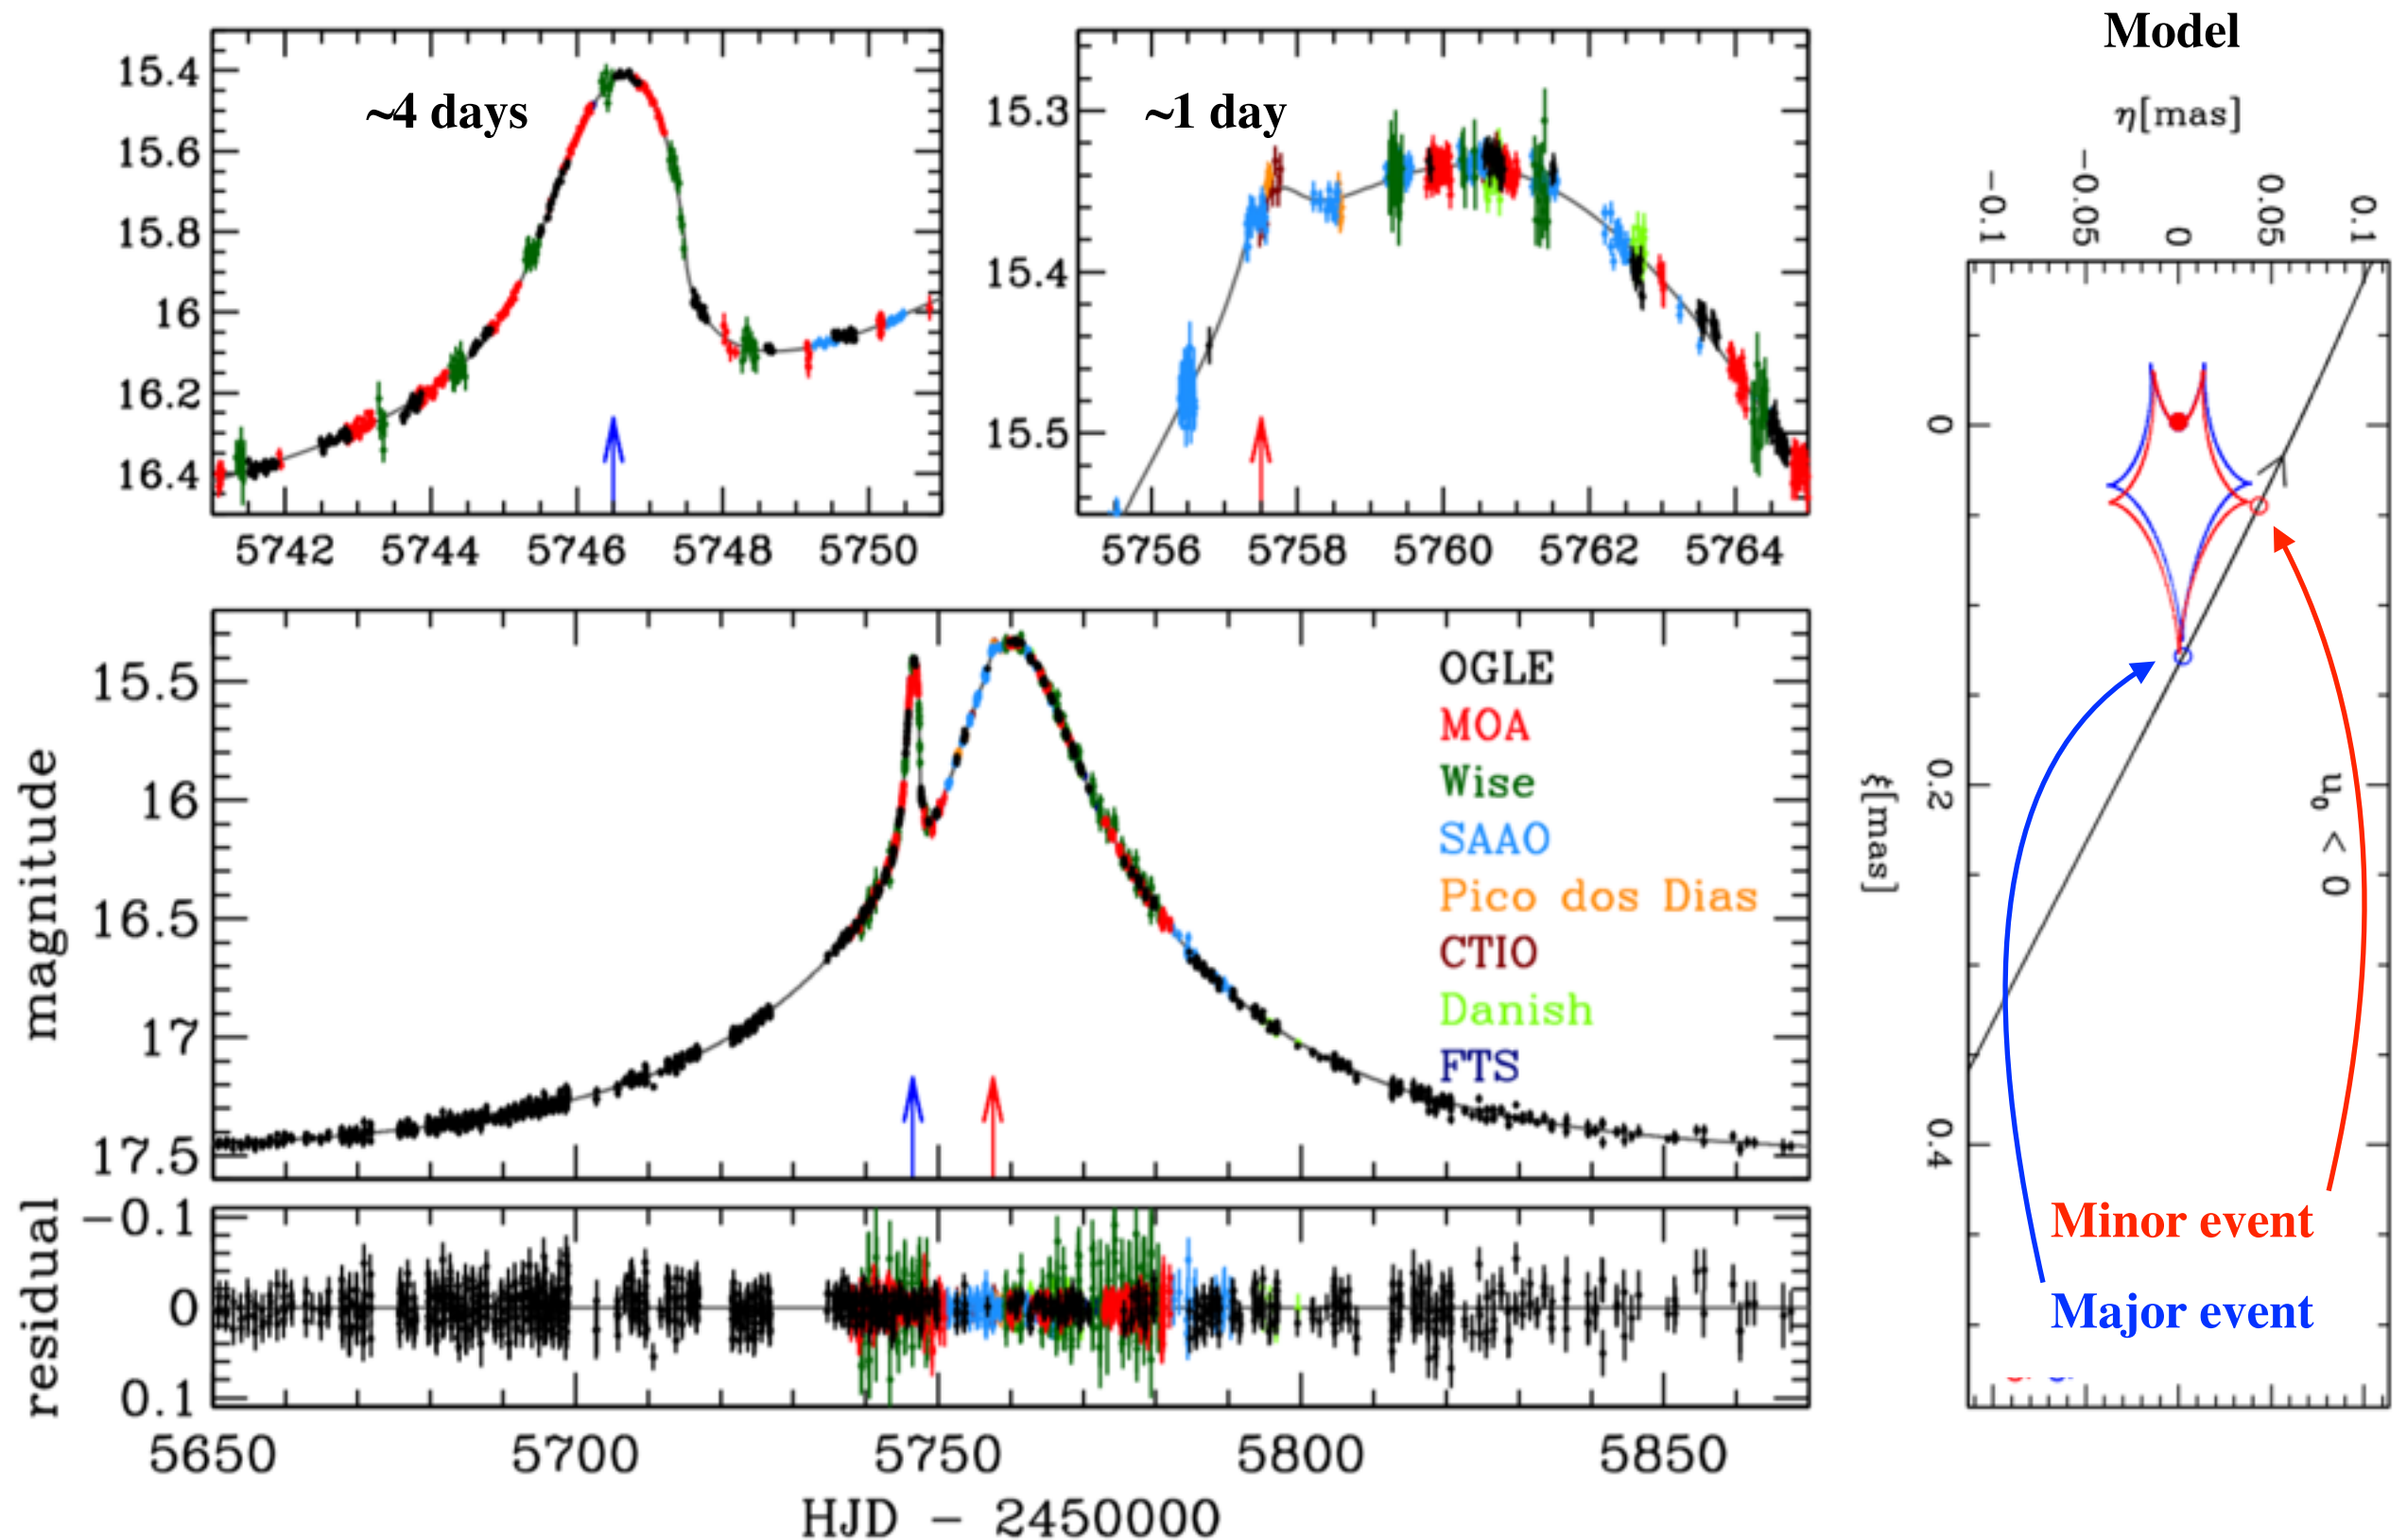 ~4 days
15.4
15.6
15.8
16
16.2
16.4
5742 5744 5746 5748 5750
~1 day
15.3
15.4
15.5
5756 5758 5760 5762 5764
Model
η[mas]
-0.1 -0.05 0 0.05 0.1
0
0.2
0.4
ξ[mas]
u₀ < 0
Minor event
Major event
magnitude
15.5
16
16.5
17
17.5
OGLE
MOA
Wise
SAAO
Pico dos Dias
CTIO
Danish
FTS
residual
-0.1
0
0.1
5650 5700 5750 5800 5850
HJD - 2450000